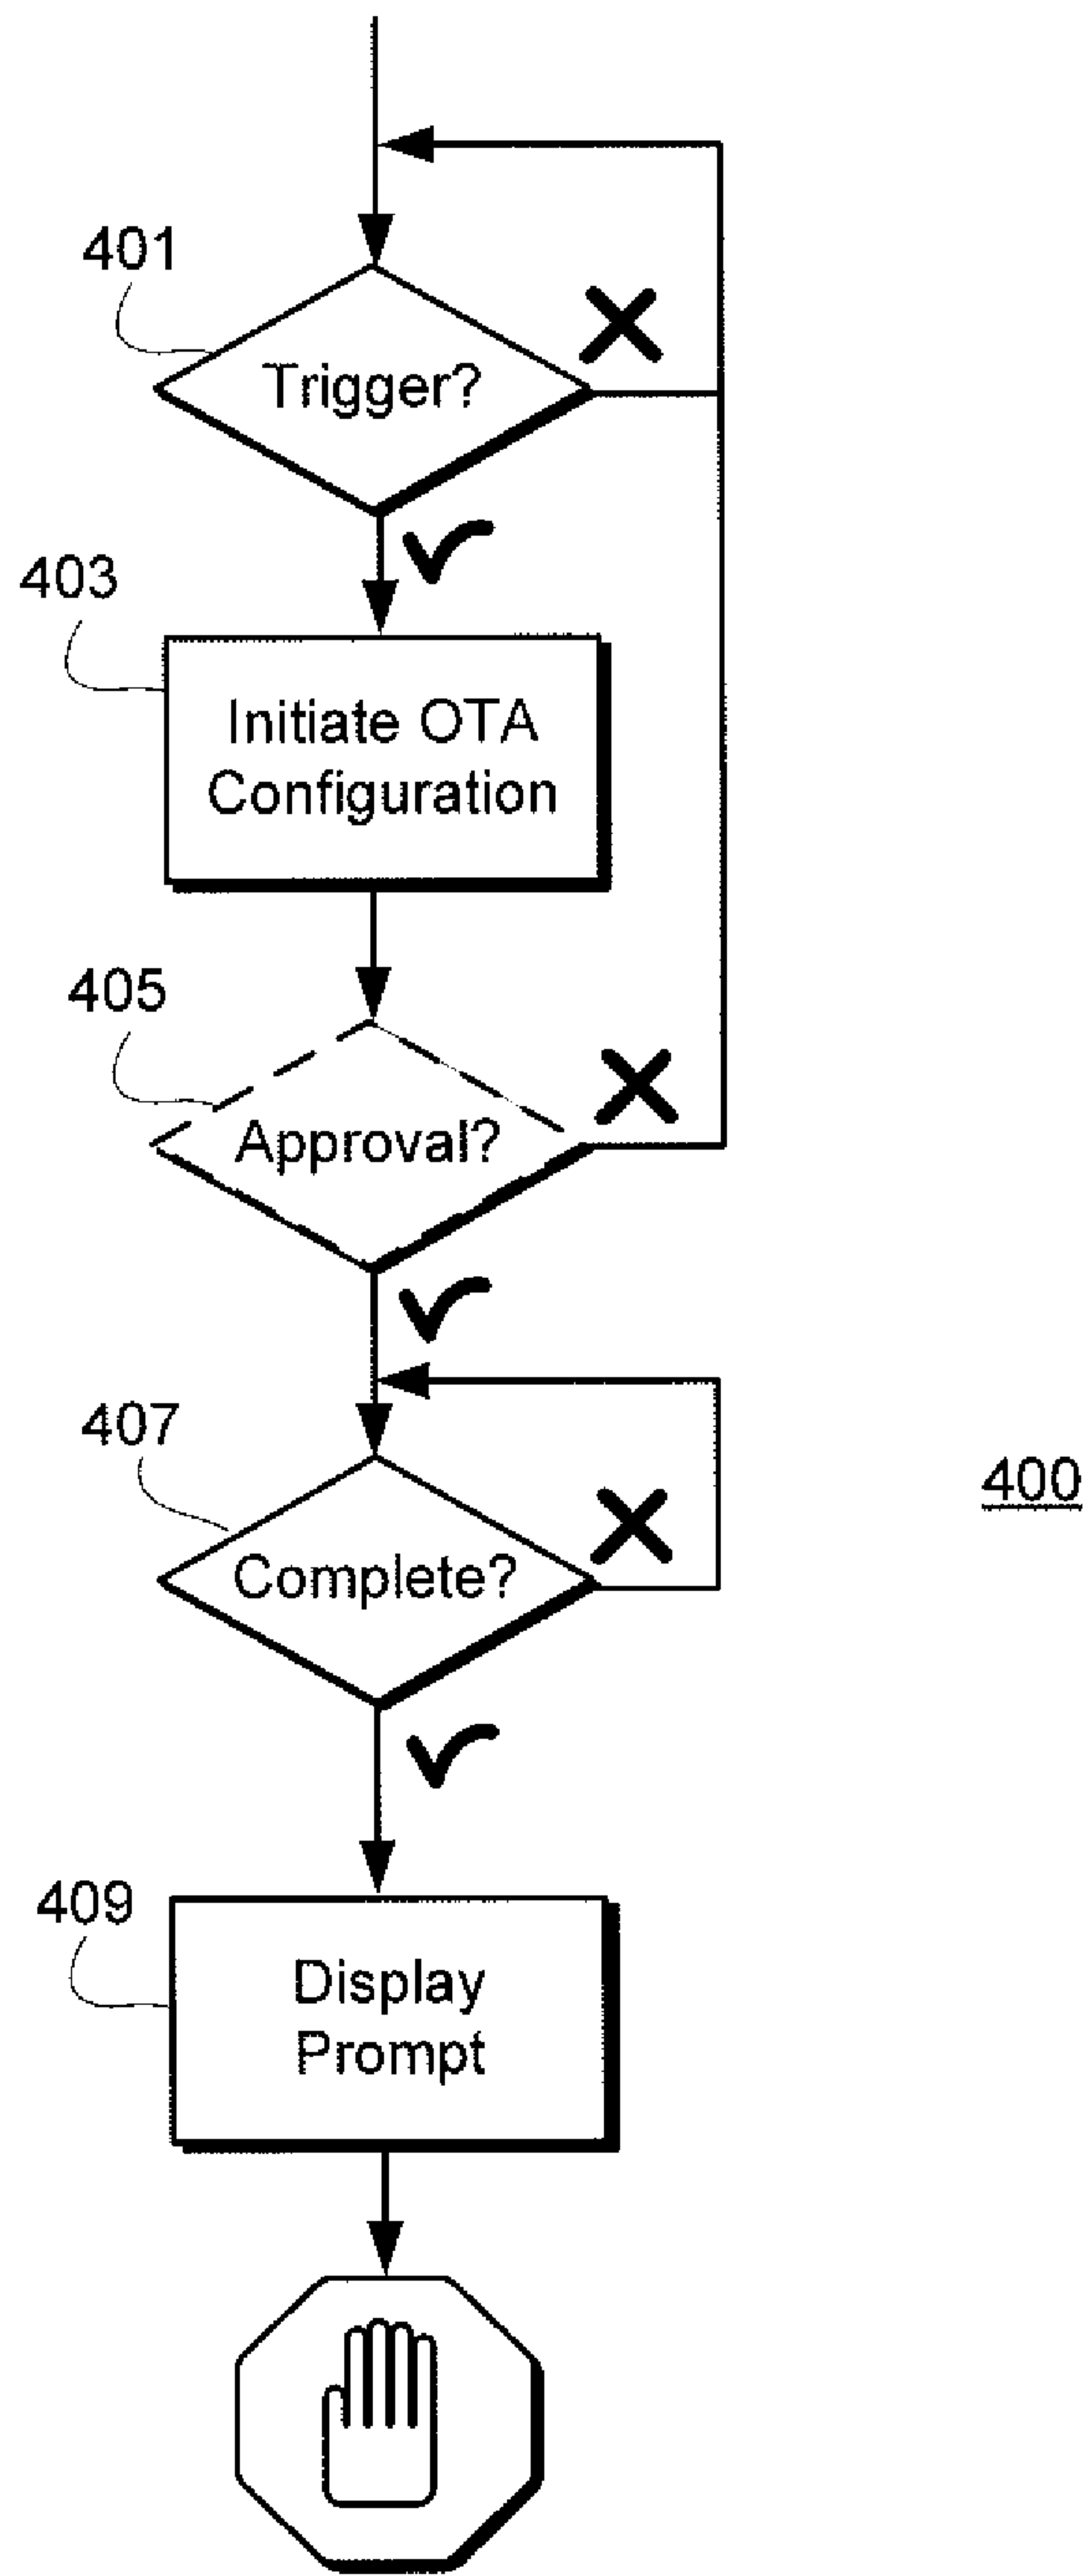 401
Trigger?
403
Initiate OTA
Configuration
405
Approval?
407
Complete?
400
409
Display
Prompt